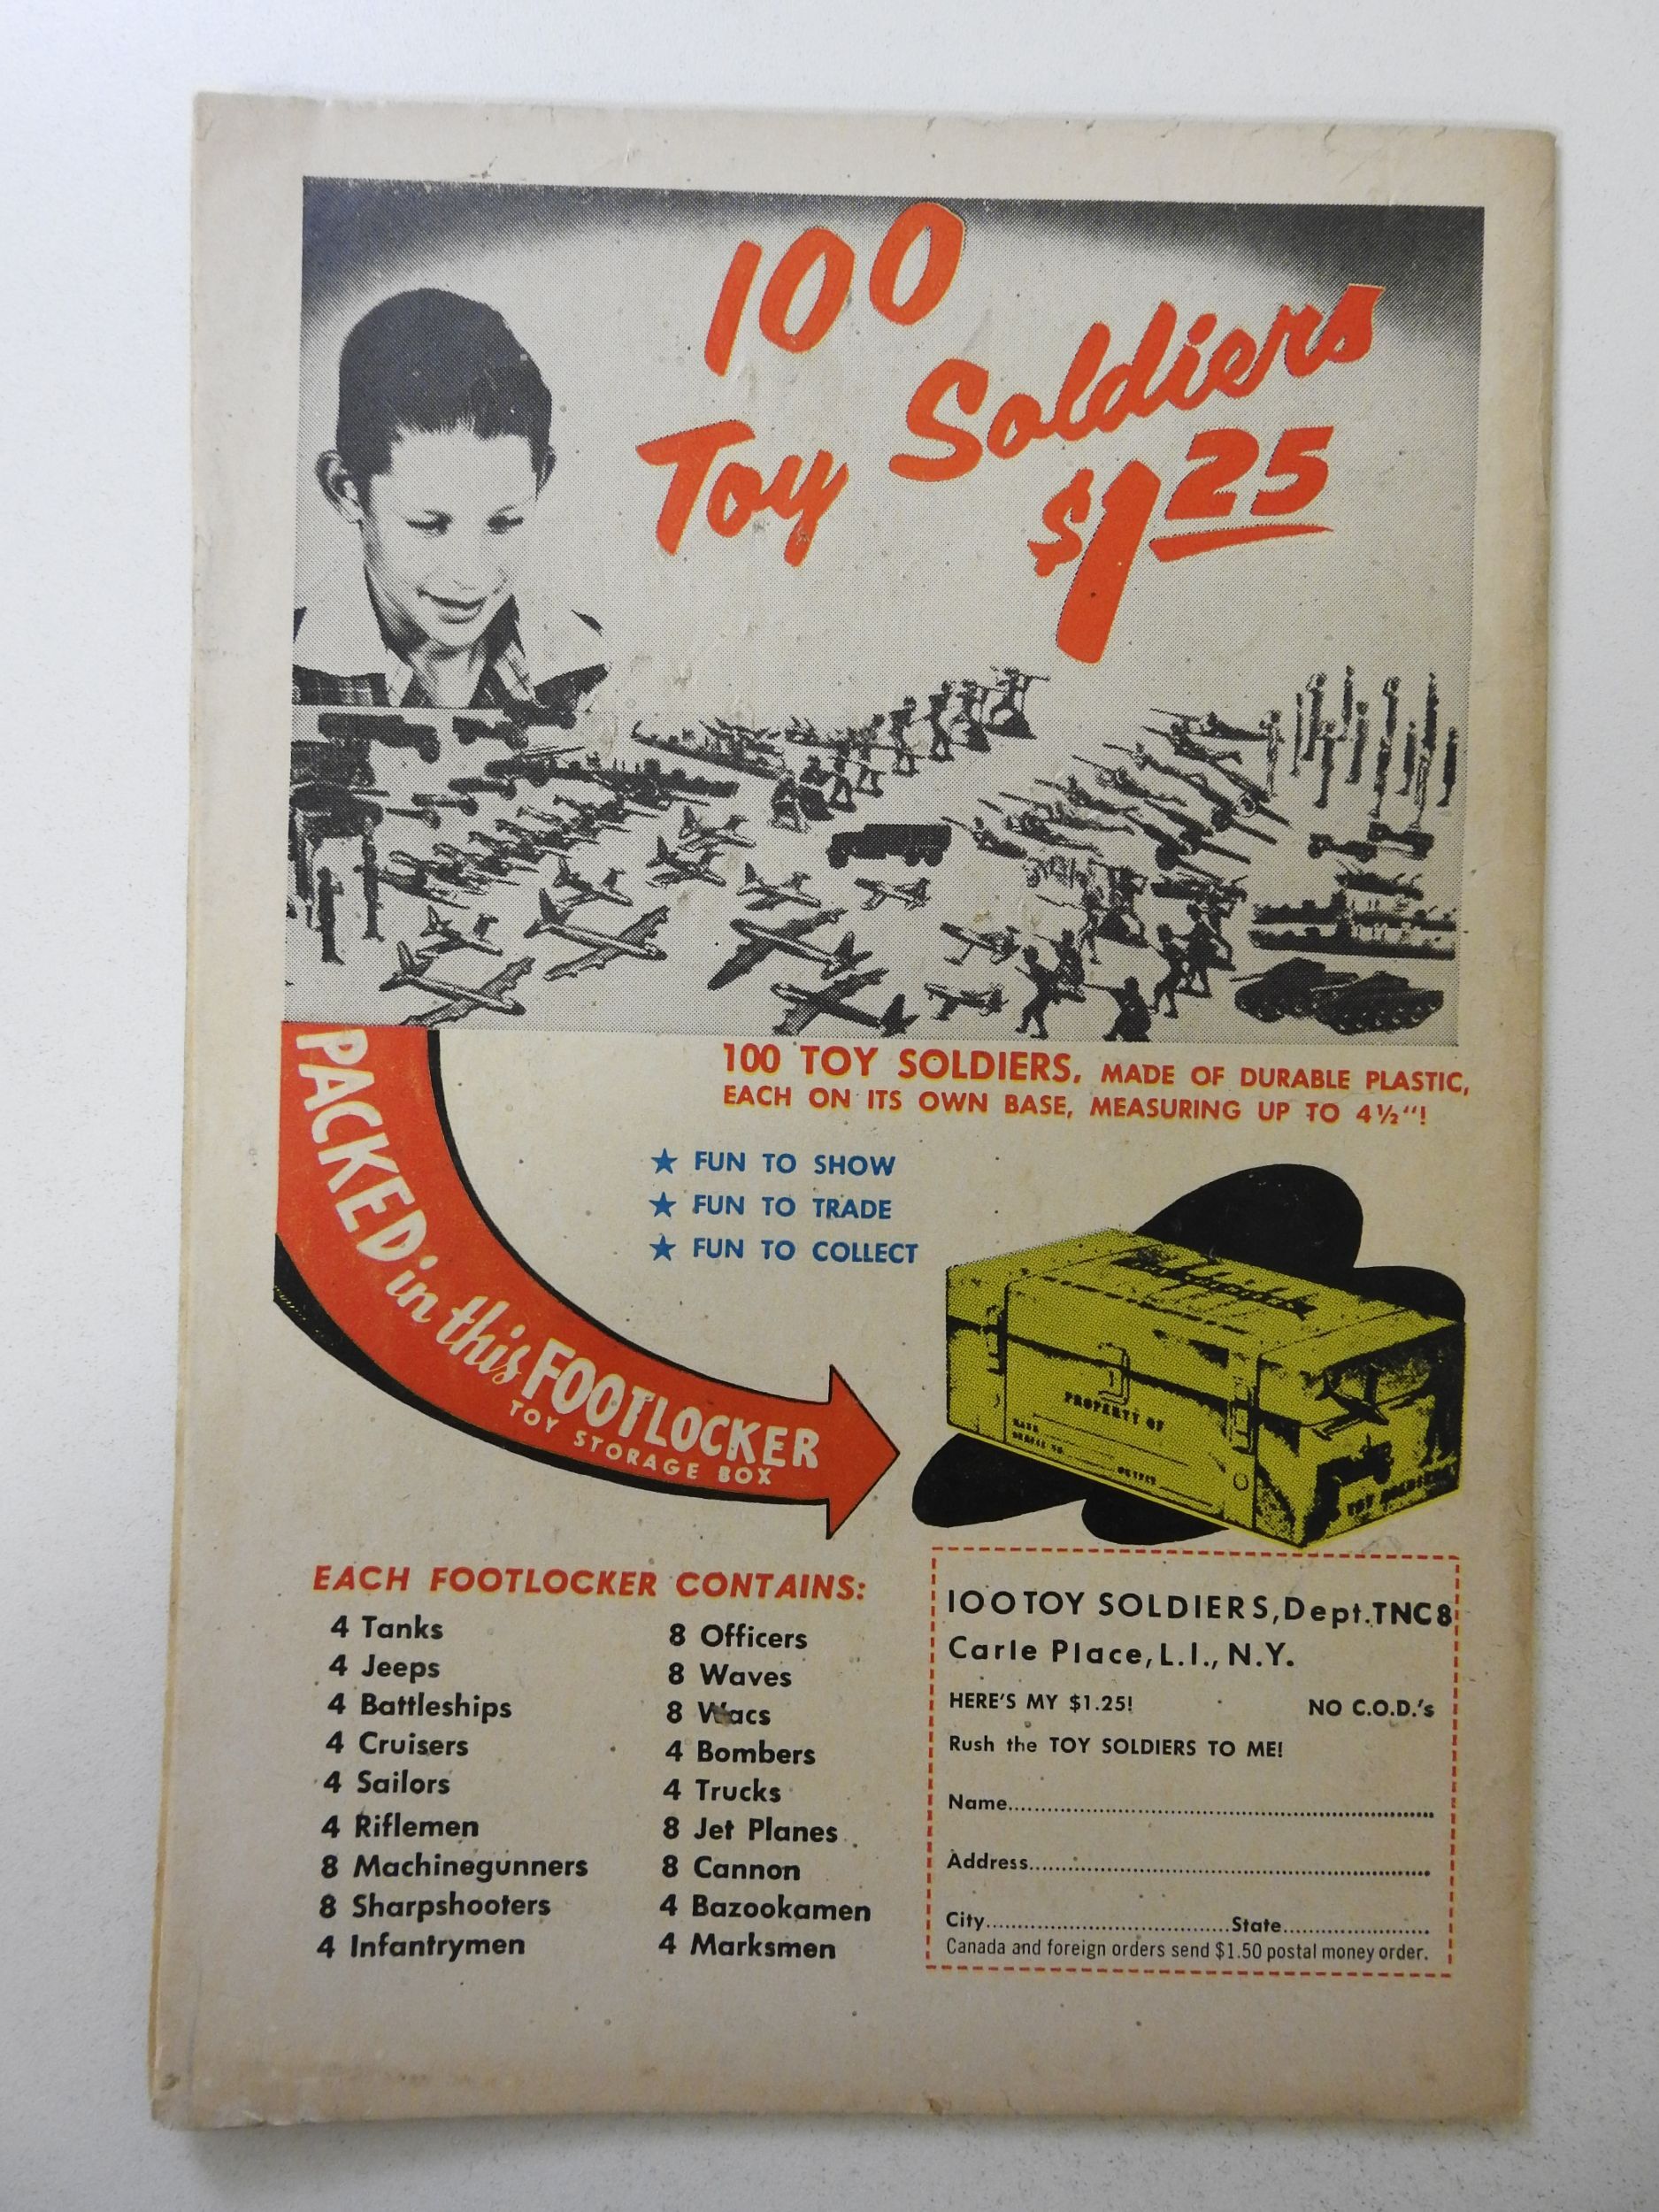 100
Toy Soldiers
$1.25
PACKED in this FOOTLOCKER
TOY STORAGE BOX
100 TOY SOLDIERS, MADE OF DURABLE PLASTIC,
EACH ON ITS OWN BASE, MEASURING UP TO 4½"!
★ FUN TO SHOW
★ FUN TO TRADE
★ FUN TO COLLECT
PROPERTY OF
TOY SOLDIERS
EACH FOOTLOCKER CONTAINS:
4 Tanks
4 Jeeps
4 Battleships
4 Cruisers
4 Sailors
4 Riflemen
8 Machinegunners
8 Sharpshooters
4 Infantrymen
8 Officers
8 Waves
8 Wacs
4 Bombers
4 Trucks
8 Jet Planes
8 Cannon
4 Bazookamen
4 Marksmen
100 TOY SOLDIERS, Dept. TNC8
Carle Place, L.I., N.Y.
HERE'S MY $1.25! NO C.O.D.'s
Rush the TOY SOLDIERS TO ME!
Name
Address
City State
Canada and foreign orders send $1.50 postal money order.